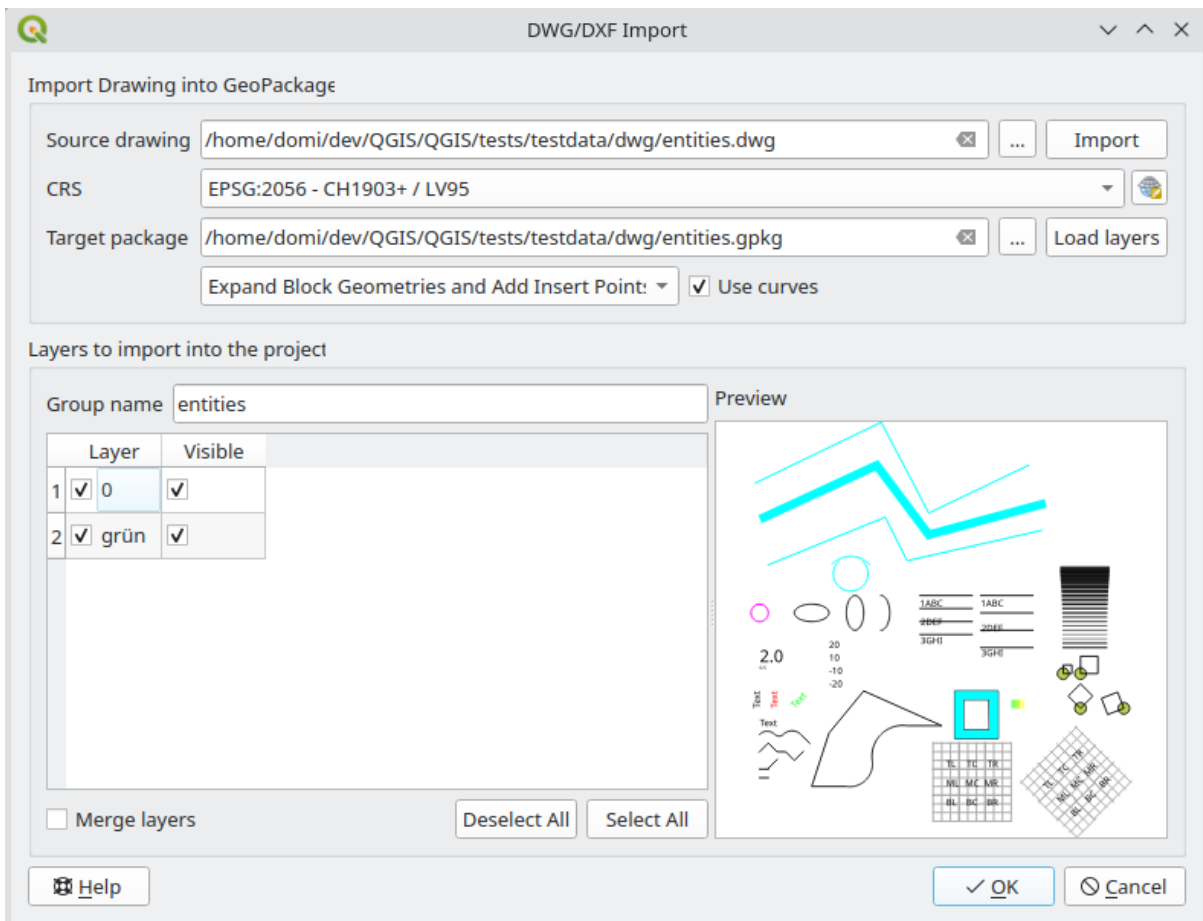 DWG/DXF Import
Import Drawing into GeoPackage
Source drawing /home/domi/dev/QGIS/QGIS/tests/testdata/dwg/entities.dwg ... Import
CRS EPSG:2056 - CH1903+ / LV95
Target package /home/domi/dev/QGIS/QGIS/tests/testdata/dwg/entities.gpkg ... Load layers
Expand Block Geometries and Add Insert Points Use curves
Layers to import into the project
Group name entities
Preview
Layer Visible
1 0
2 grün
1ABC 1ABC
2DEF 2DEF
3GHI 3GHI
2.0
20
10
-10
-20
Text Text Text
Text
TL TC TR
ML MC MR
BL BC BR
TL TC TR
ML MC MR
BL BC BR
Merge layers Deselect All Select All
Help OK Cancel